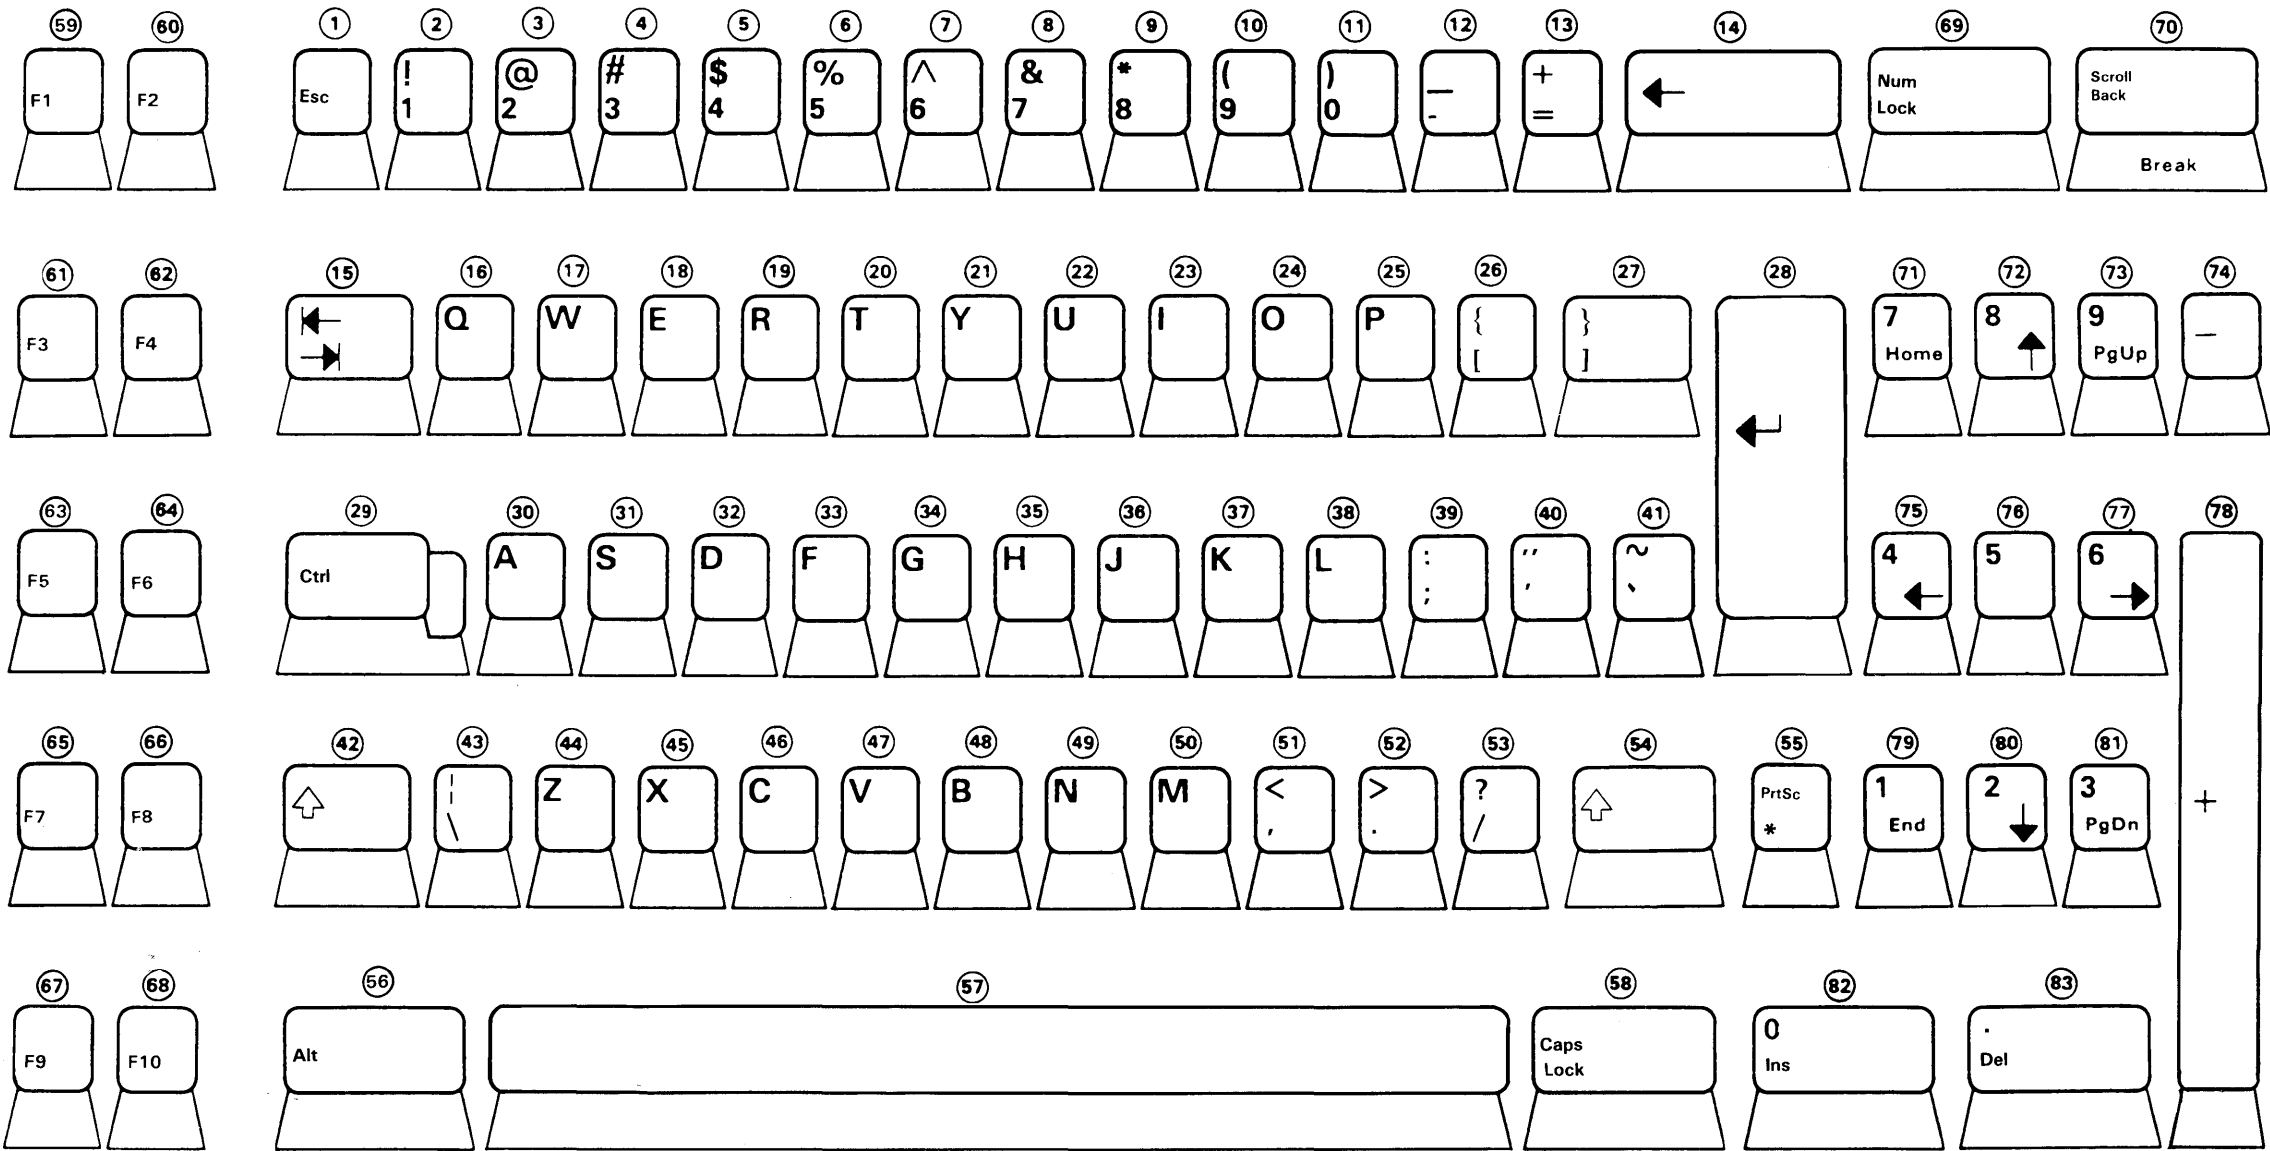 59 60 1 2 3 4 5 6 7 8 9 10 11 12 13 14 69 70
F1 F2 Esc ! 1 @ 2 # 3 $ 4 % 5 ^ 6 & 7 * 8 ( 9 ) 0 _ - + = ← Num Lock Scroll Back
Break
61 62 15 16 17 18 19 20 21 22 23 24 25 26 27 28 71 72 73 74
F3 F4 Q W E R T Y U I O P { [ } ] 7 Home 8 ↑ 9 PgUp -
63 64 29 30 31 32 33 34 35 36 37 38 39 40 41 75 76 77 78
F5 F6 Ctrl A S D F G H J K L : ; " ' ~ ` 4 ← 5 6 → +
65 66 42 43 44 45 46 47 48 49 50 51 52 53 54 55 79 80 81
F7 F8 ¦ \ Z X C V B N M < , > . ? / PrtSc * 1 End 2 ↓ 3 PgDn
67 68 56 57 58 82 83
F9 F10 Alt Caps Lock 0 Ins . Del